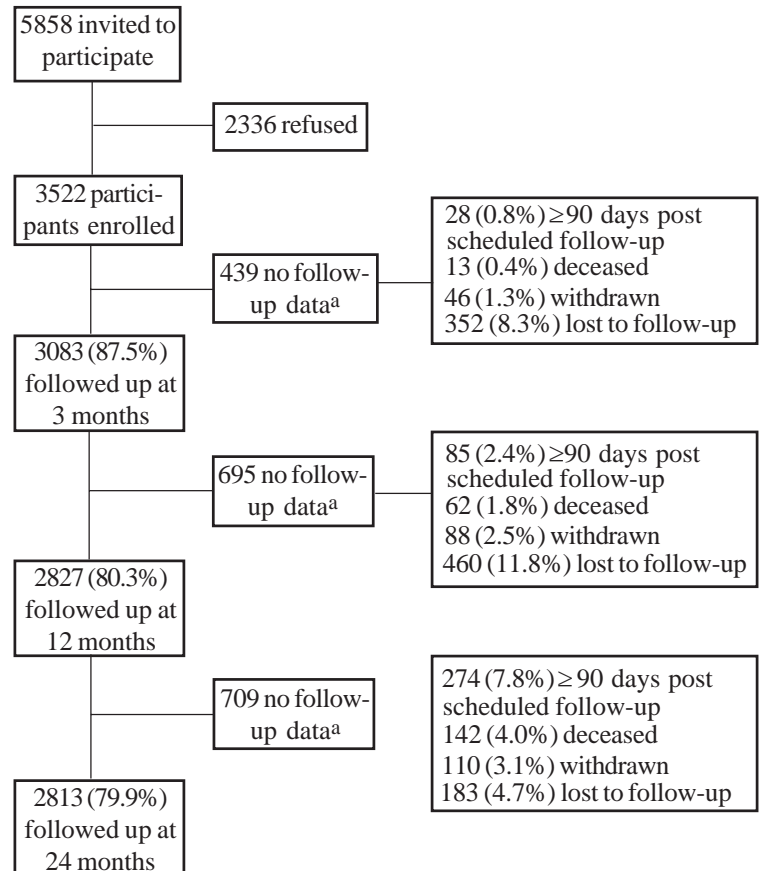 5858 invited to
participate
2336 refused
3522 partici-
pants enrolled
439 no follow-
up dataa
28 (0.8%) ≥90 days post
scheduled follow-up
13 (0.4%) deceased
46 (1.3%) withdrawn
352 (8.3%) lost to follow-up
3083 (87.5%)
followed up at
3 months
695 no follow-
up dataa
85 (2.4%) ≥90 days post
scheduled follow-up
62 (1.8%) deceased
88 (2.5%) withdrawn
460 (11.8%) lost to follow-up
2827 (80.3%)
followed up at
12 months
709 no follow-
up dataa
274 (7.8%) ≥ 90 days post
scheduled follow-up
142 (4.0%) deceased
110 (3.1%) withdrawn
183 (4.7%) lost to follow-up
2813 (79.9%)
followed up at
24 months